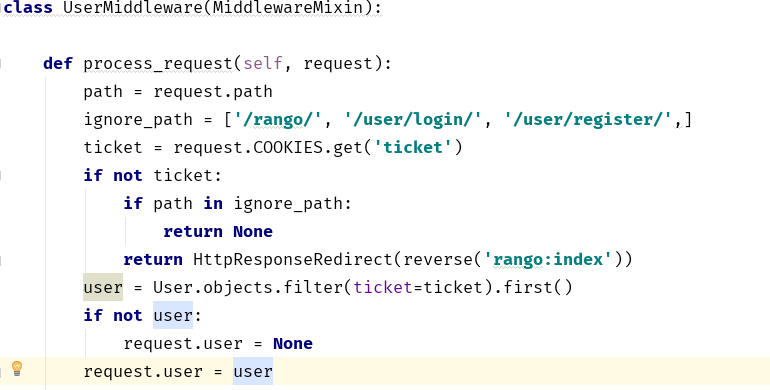 class UserMiddleware(MiddlewareMixin):
def process_request(self, request):
path = request.path
ignore_path = ['/rango/', '/user/login/', '/user/register/',]
ticket = request.COOKIES.get('ticket')
if not ticket:
if path in ignore_path:
return None
return HttpResponseRedirect(reverse('rango:index'))
user = User.objects.filter(ticket=ticket).first()
if not user:
request.user = None
request.user = user